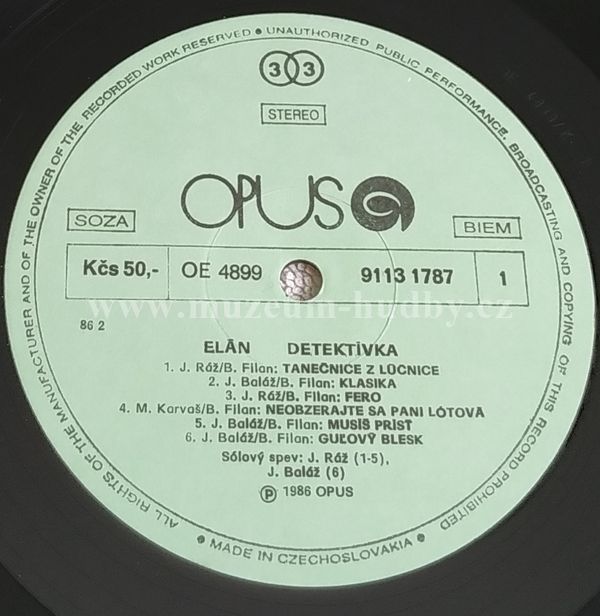 ALL RIGHTS OF THE MANUFACTURER AND OF THE OWNER OF THE RECORDED WORK RESERVED ● UNAUTHORIZED PUBLIC PERFORMANCE, BROADCASTING AND COPYING OF THIS RECORD PROHIBITED ● MADE IN CZECHOSLOVAKIA ●
33
STEREO
OPUS
SOZA BIEM
Kčs 50,- OE 4899 9113 1787 1
www.muzeum-hudby.cz
86 2
ELÁN DETEKTÍVKA
1. J. Ráž/B. Filan: TANEČNICE Z LÚČNICE
2. J. Baláž/B. Filan: KLASIKA
3. J. Ráž/B. Filan: FERO
4. M. Karvaš/B. Filan: NEOBZERAJTE SA PANI LÓTOVÁ
5. J. Baláž/B. Filan: MUSÍŠ PRÍSŤ
6. J. Baláž/B. Filan: GUĽOVÝ BLESK
Sólový spev: J. Ráž (1-5),
J. Baláž (6)
Ⓟ 1986 OPUS